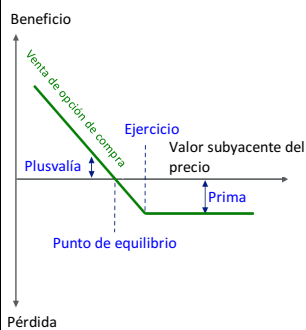 Beneficio
Venta de opción de compra
Ejercicio
Valor subyacente del
precio
Plusvalía
Prima
Punto de equilibrio
Pérdida